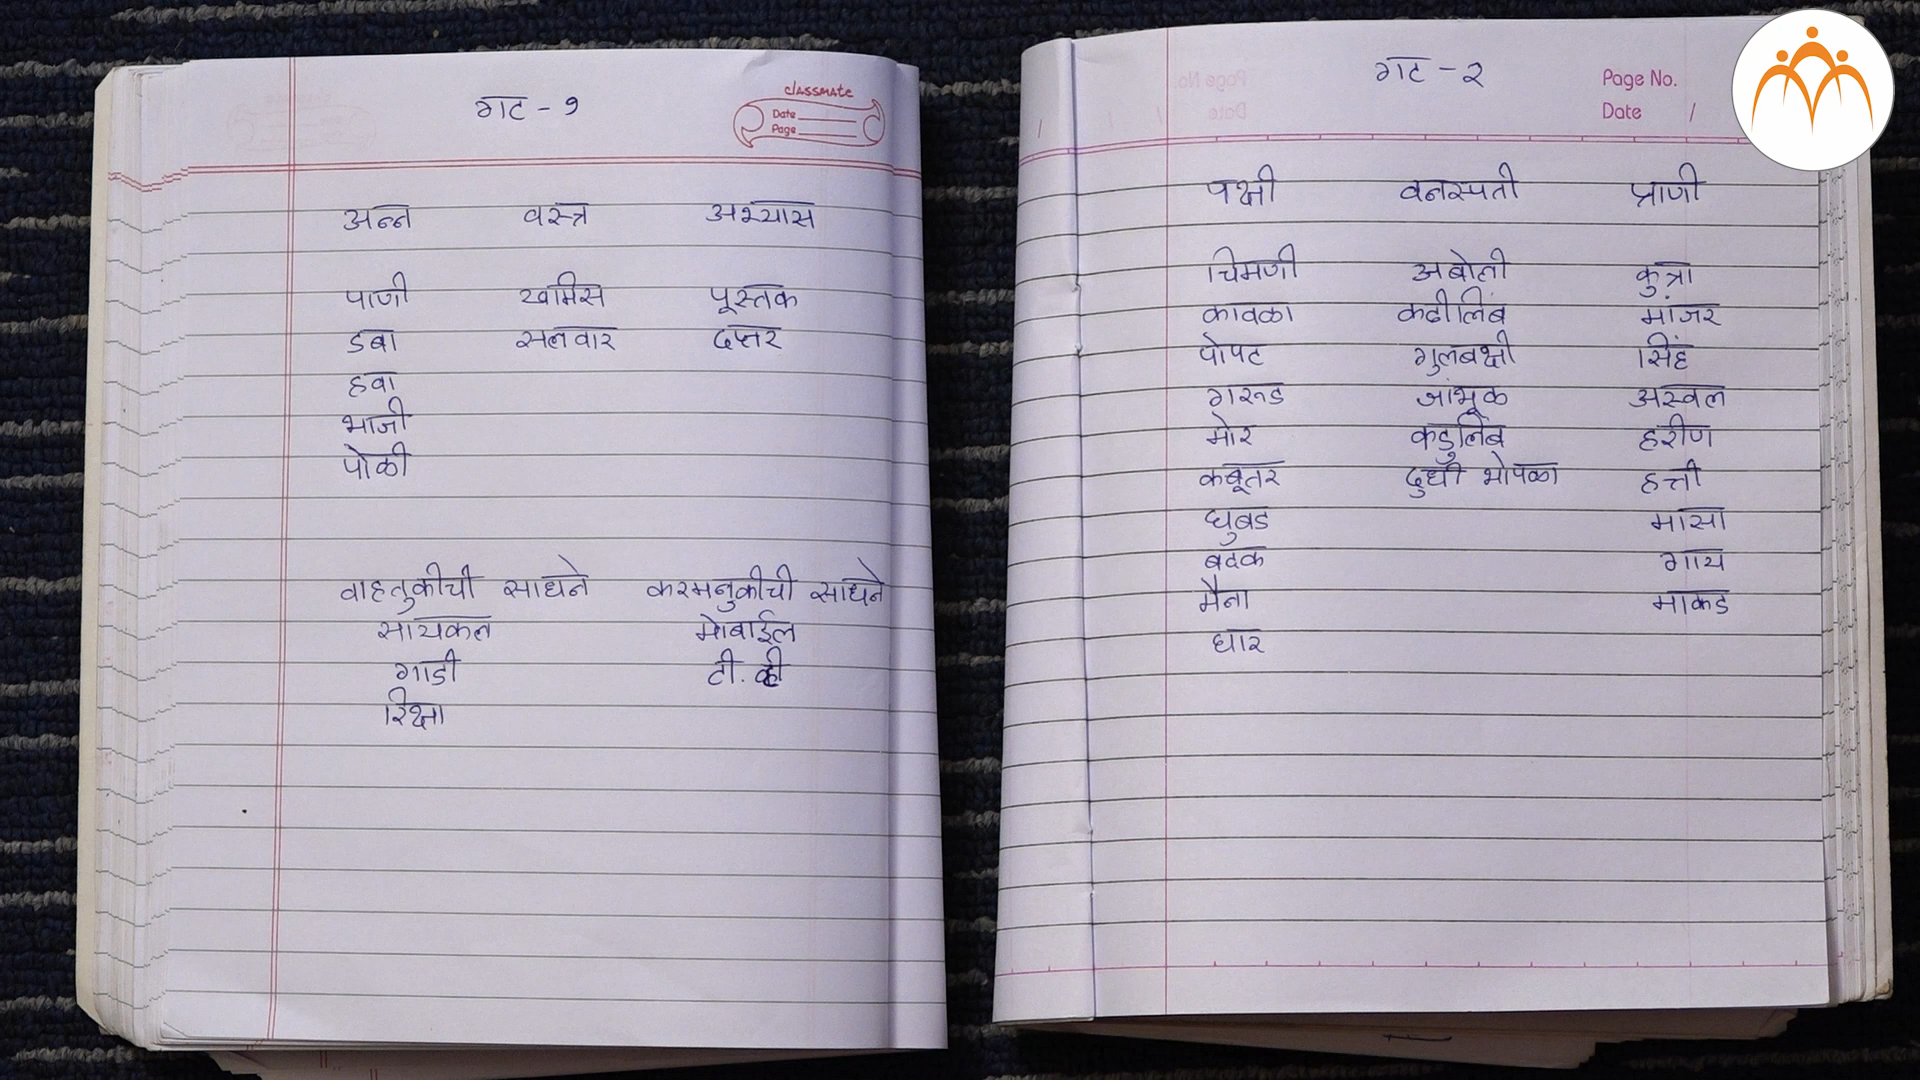 गट - १
classmate
Date
Page
अन्न वस्त्र अभ्यास
पाणी खमिस पूस्तक
डबा सलवार दप्तर
हवा
भाजी
पोळी
वाहतुकीची साधने करमनुकीची साधने
सायकल मोबाईल
गाडी टी. व्ही
रिक्षा
गट - २
Page No.
Date /
पक्षी वनस्पती प्राणी
चिमणी अबोली कुत्रा
कावळा कढीलिंब मांजर
पोपट गुलबक्षी सिंह
गरूड जांभूळ अस्वल
मोर कडुलिंब हरीण
कबूतर दुधी भोपळा हत्ती
घुबड मासा
बदक गाय
मैना माकड
घार